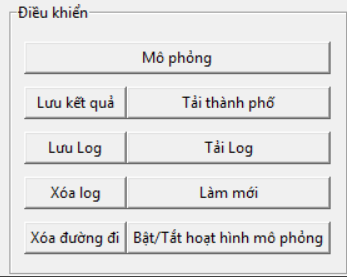 Điều khiển
Mô phỏng
Lưu kết quả Tải thành phố
Lưu Log Tải Log
Xóa log Làm mới
Xóa đường đi Bật/Tắt hoạt hình mô phỏng